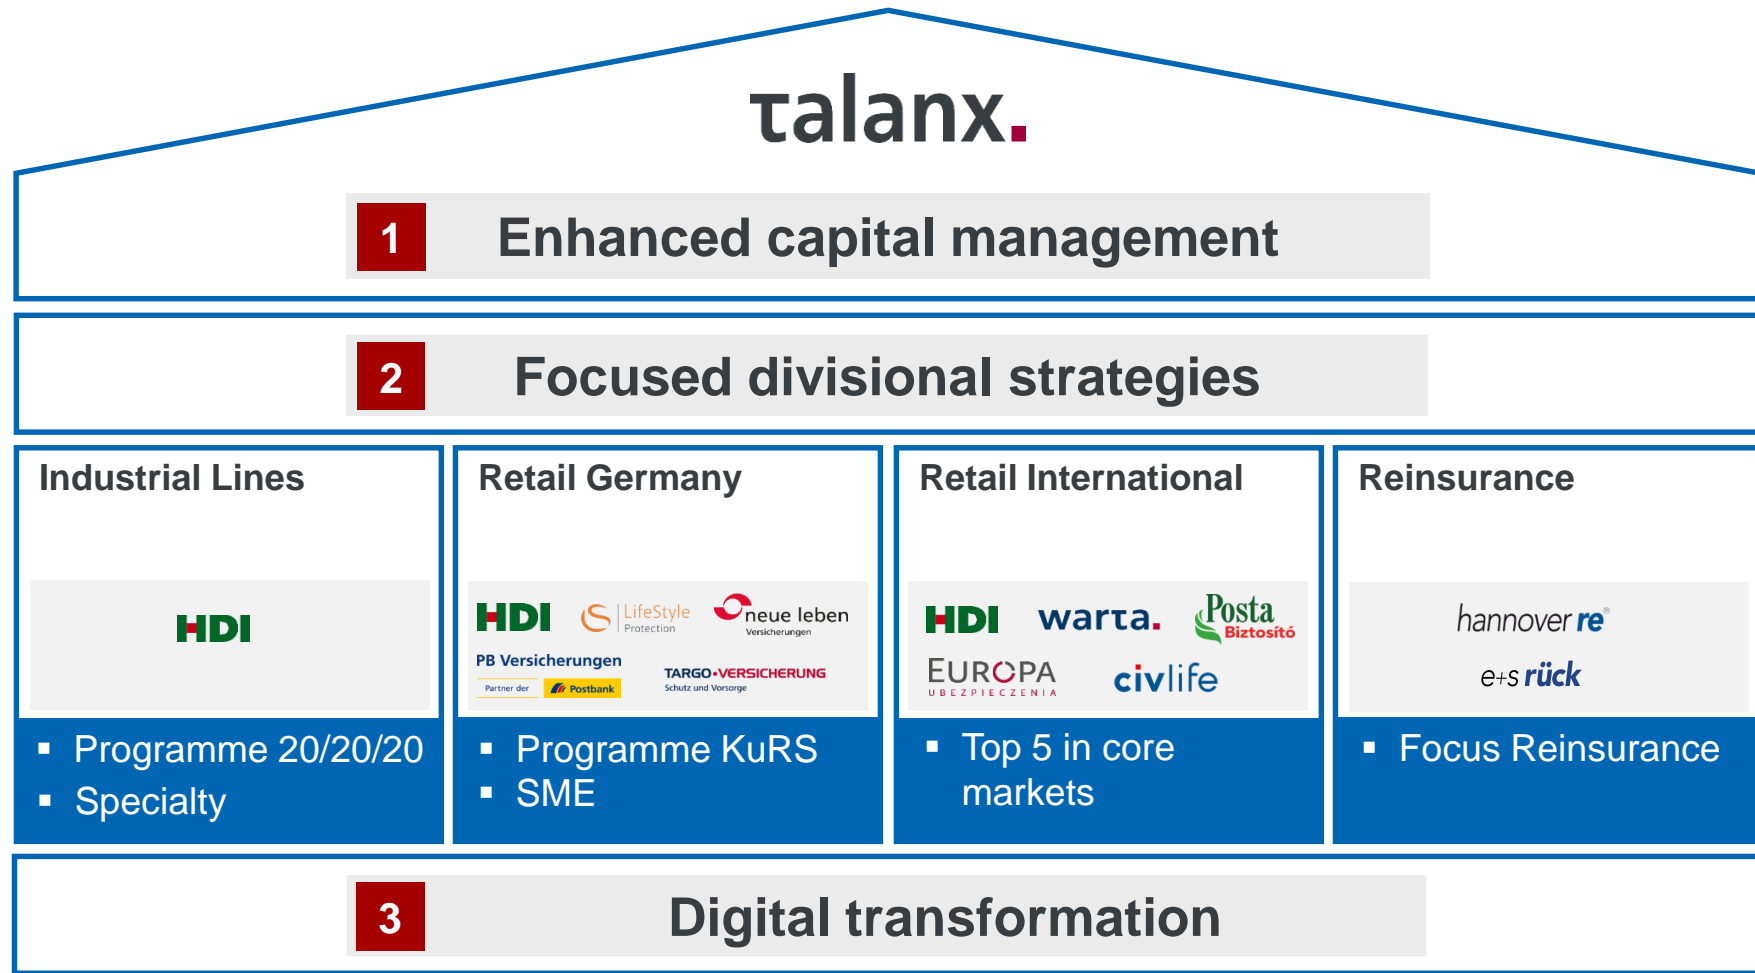 talanx.
1 Enhanced capital management
2 Focused divisional strategies
Industrial Lines
HDI
▪ Programme 20/20/20
▪ Specialty
Retail Germany
HDI
LifeStyle
Protection
neue leben
Versicherungen
PB Versicherungen
Partner der Postbank
TARGO VERSICHERUNG
Schutz und Vorsorge
▪ Programme KuRS
▪ SME
Retail International
HDI
warta.
Posta
Biztosító
EUROPA
UBEZPIECZENIA
civlife
▪ Top 5 in core
markets
Reinsurance
hannover re®
e+s rück
▪ Focus Reinsurance
3 Digital transformation